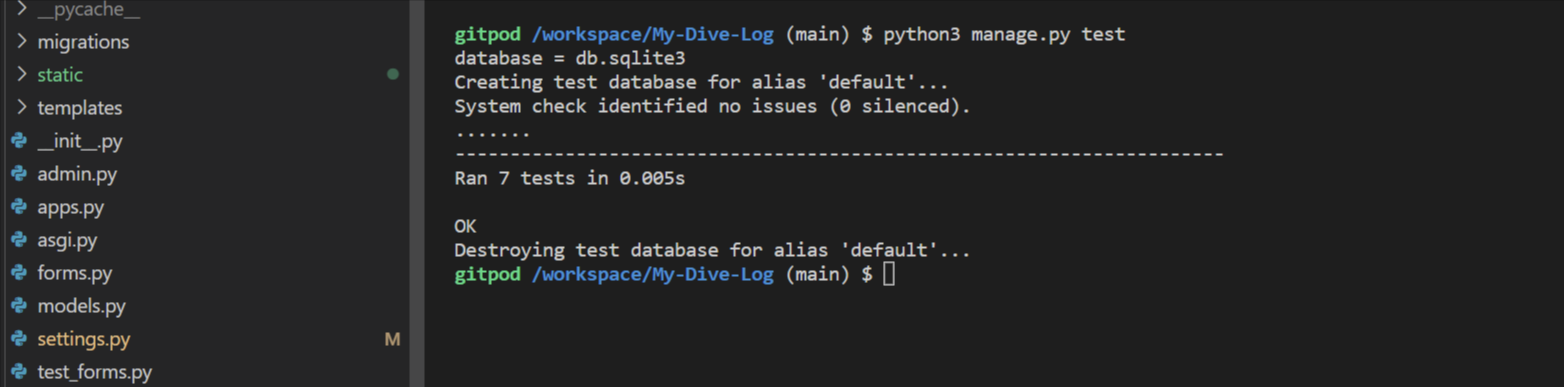 __pycache__
migrations
static
templates
__init__.py
admin.py
apps.py
asgi.py
forms.py
models.py
settings.py M
test_forms.py
gitpod /workspace/My-Dive-Log (main) $ python3 manage.py test
database = db.sqlite3
Creating test database for alias 'default'...
System check identified no issues (0 silenced).
.......
----------------------------------------------------------------------
Ran 7 tests in 0.005s
OK
Destroying test database for alias 'default'...
gitpod /workspace/My-Dive-Log (main) $